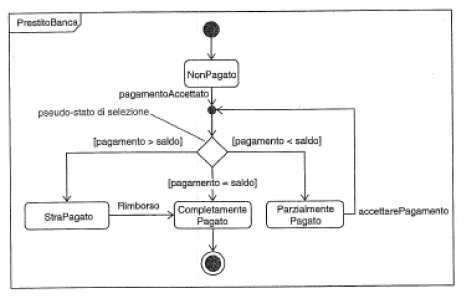 PrestitoBanca
NonPagato
pagamentoAccettato
pseudo-stato di selezione
[pagamento > saldo]
[pagamento < saldo]
[pagamento = saldo]
StraPagato
Rimborso
Completamente
Pagato
Parzialmente
Pagato
accettarePagamento